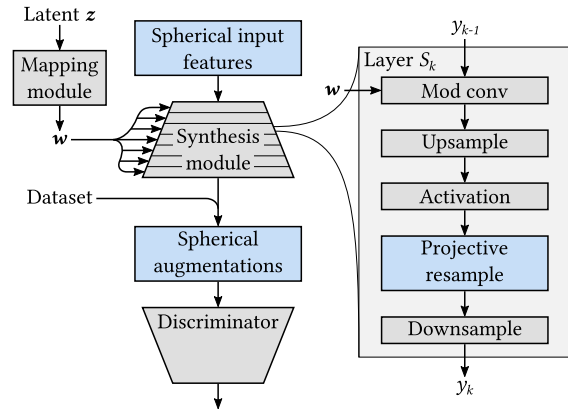 Latent z
Mapping
module
w
Spherical input
features
Synthesis
module
Dataset
Spherical
augmentations
Discriminator
y_{k-1}
Layer S_k
w
Mod conv
Upsample
Activation
Projective
resample
Downsample
y_k